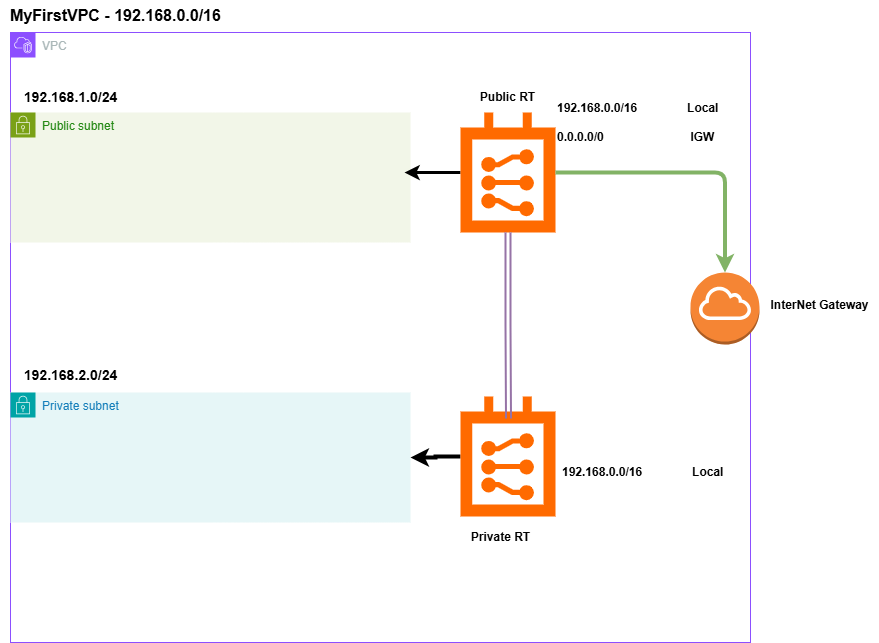 MyFirstVPC - 192.168.0.0/16
VPC
192.168.1.0/24
Public subnet
Public RT
192.168.0.0/16 Local
0.0.0.0/0 IGW
InterNet Gateway
192.168.2.0/24
Private subnet
192.168.0.0/16 Local
Private RT